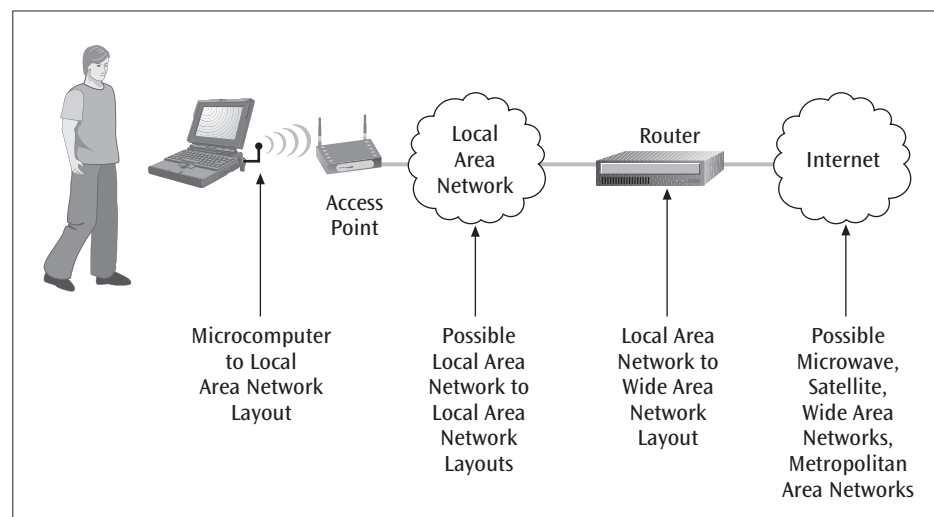 Local
Area
Network
Router
Internet
Access
Point
Microcomputer
to Local
Area Network
Layout
Possible
Local Area
Network to
Local Area
Network
Layouts
Local Area
Network to
Wide Area
Network
Layout
Possible
Microwave,
Satellite,
Wide Area
Networks,
Metropolitan
Area Networks